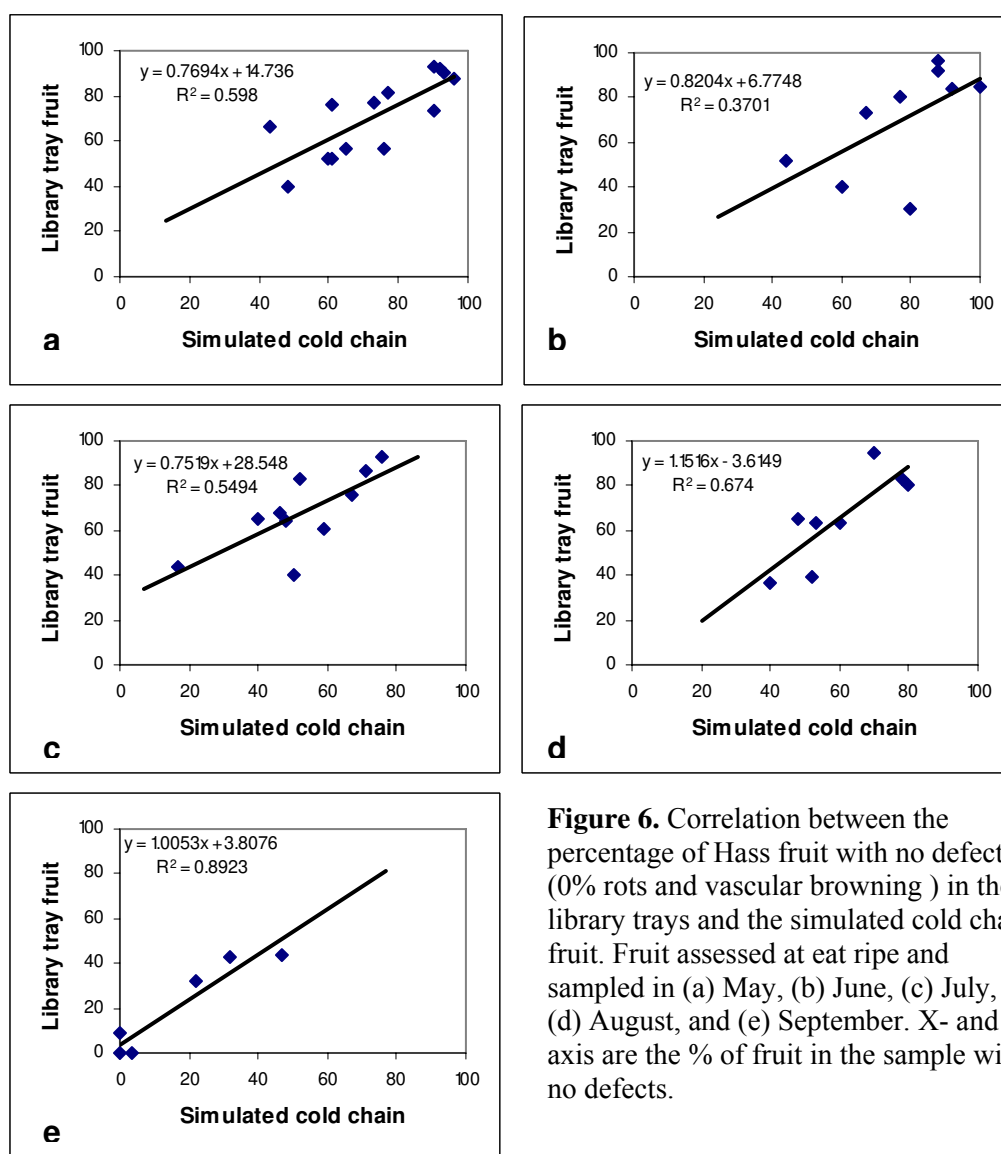 100
80
60
40
20
0
Library tray fruit
y = 0.7694x + 14.736
R² = 0.598
0 20 40 60 80 100
Simulated cold chain
a
100
80
60
40
20
0
Library tray fruit
y = 0.8204x + 6.7748
R² = 0.3701
0 20 40 60 80 100
Simulated cold chain
b
100
80
60
40
20
0
Library tray fruit
y = 0.7519x + 28.548
R² = 0.5494
0 20 40 60 80 100
Simulated cold chain
c
100
80
60
40
20
0
Library tray fruit
y = 1.1516x - 3.6149
R² = 0.674
0 20 40 60 80 100
Simulated cold chain
d
100
80
60
40
20
0
Library tray fruit
y = 1.0053x + 3.8076
R² = 0.8923
0 20 40 60 80 100
Simulated cold chain
e
Figure 6. Correlation between the
percentage of Hass fruit with no defect
(0% rots and vascular browning ) in the
library trays and the simulated cold cha
fruit. Fruit assessed at eat ripe and
sampled in (a) May, (b) June, (c) July,
(d) August, and (e) September. X- and
axis are the % of fruit in the sample wi
no defects.